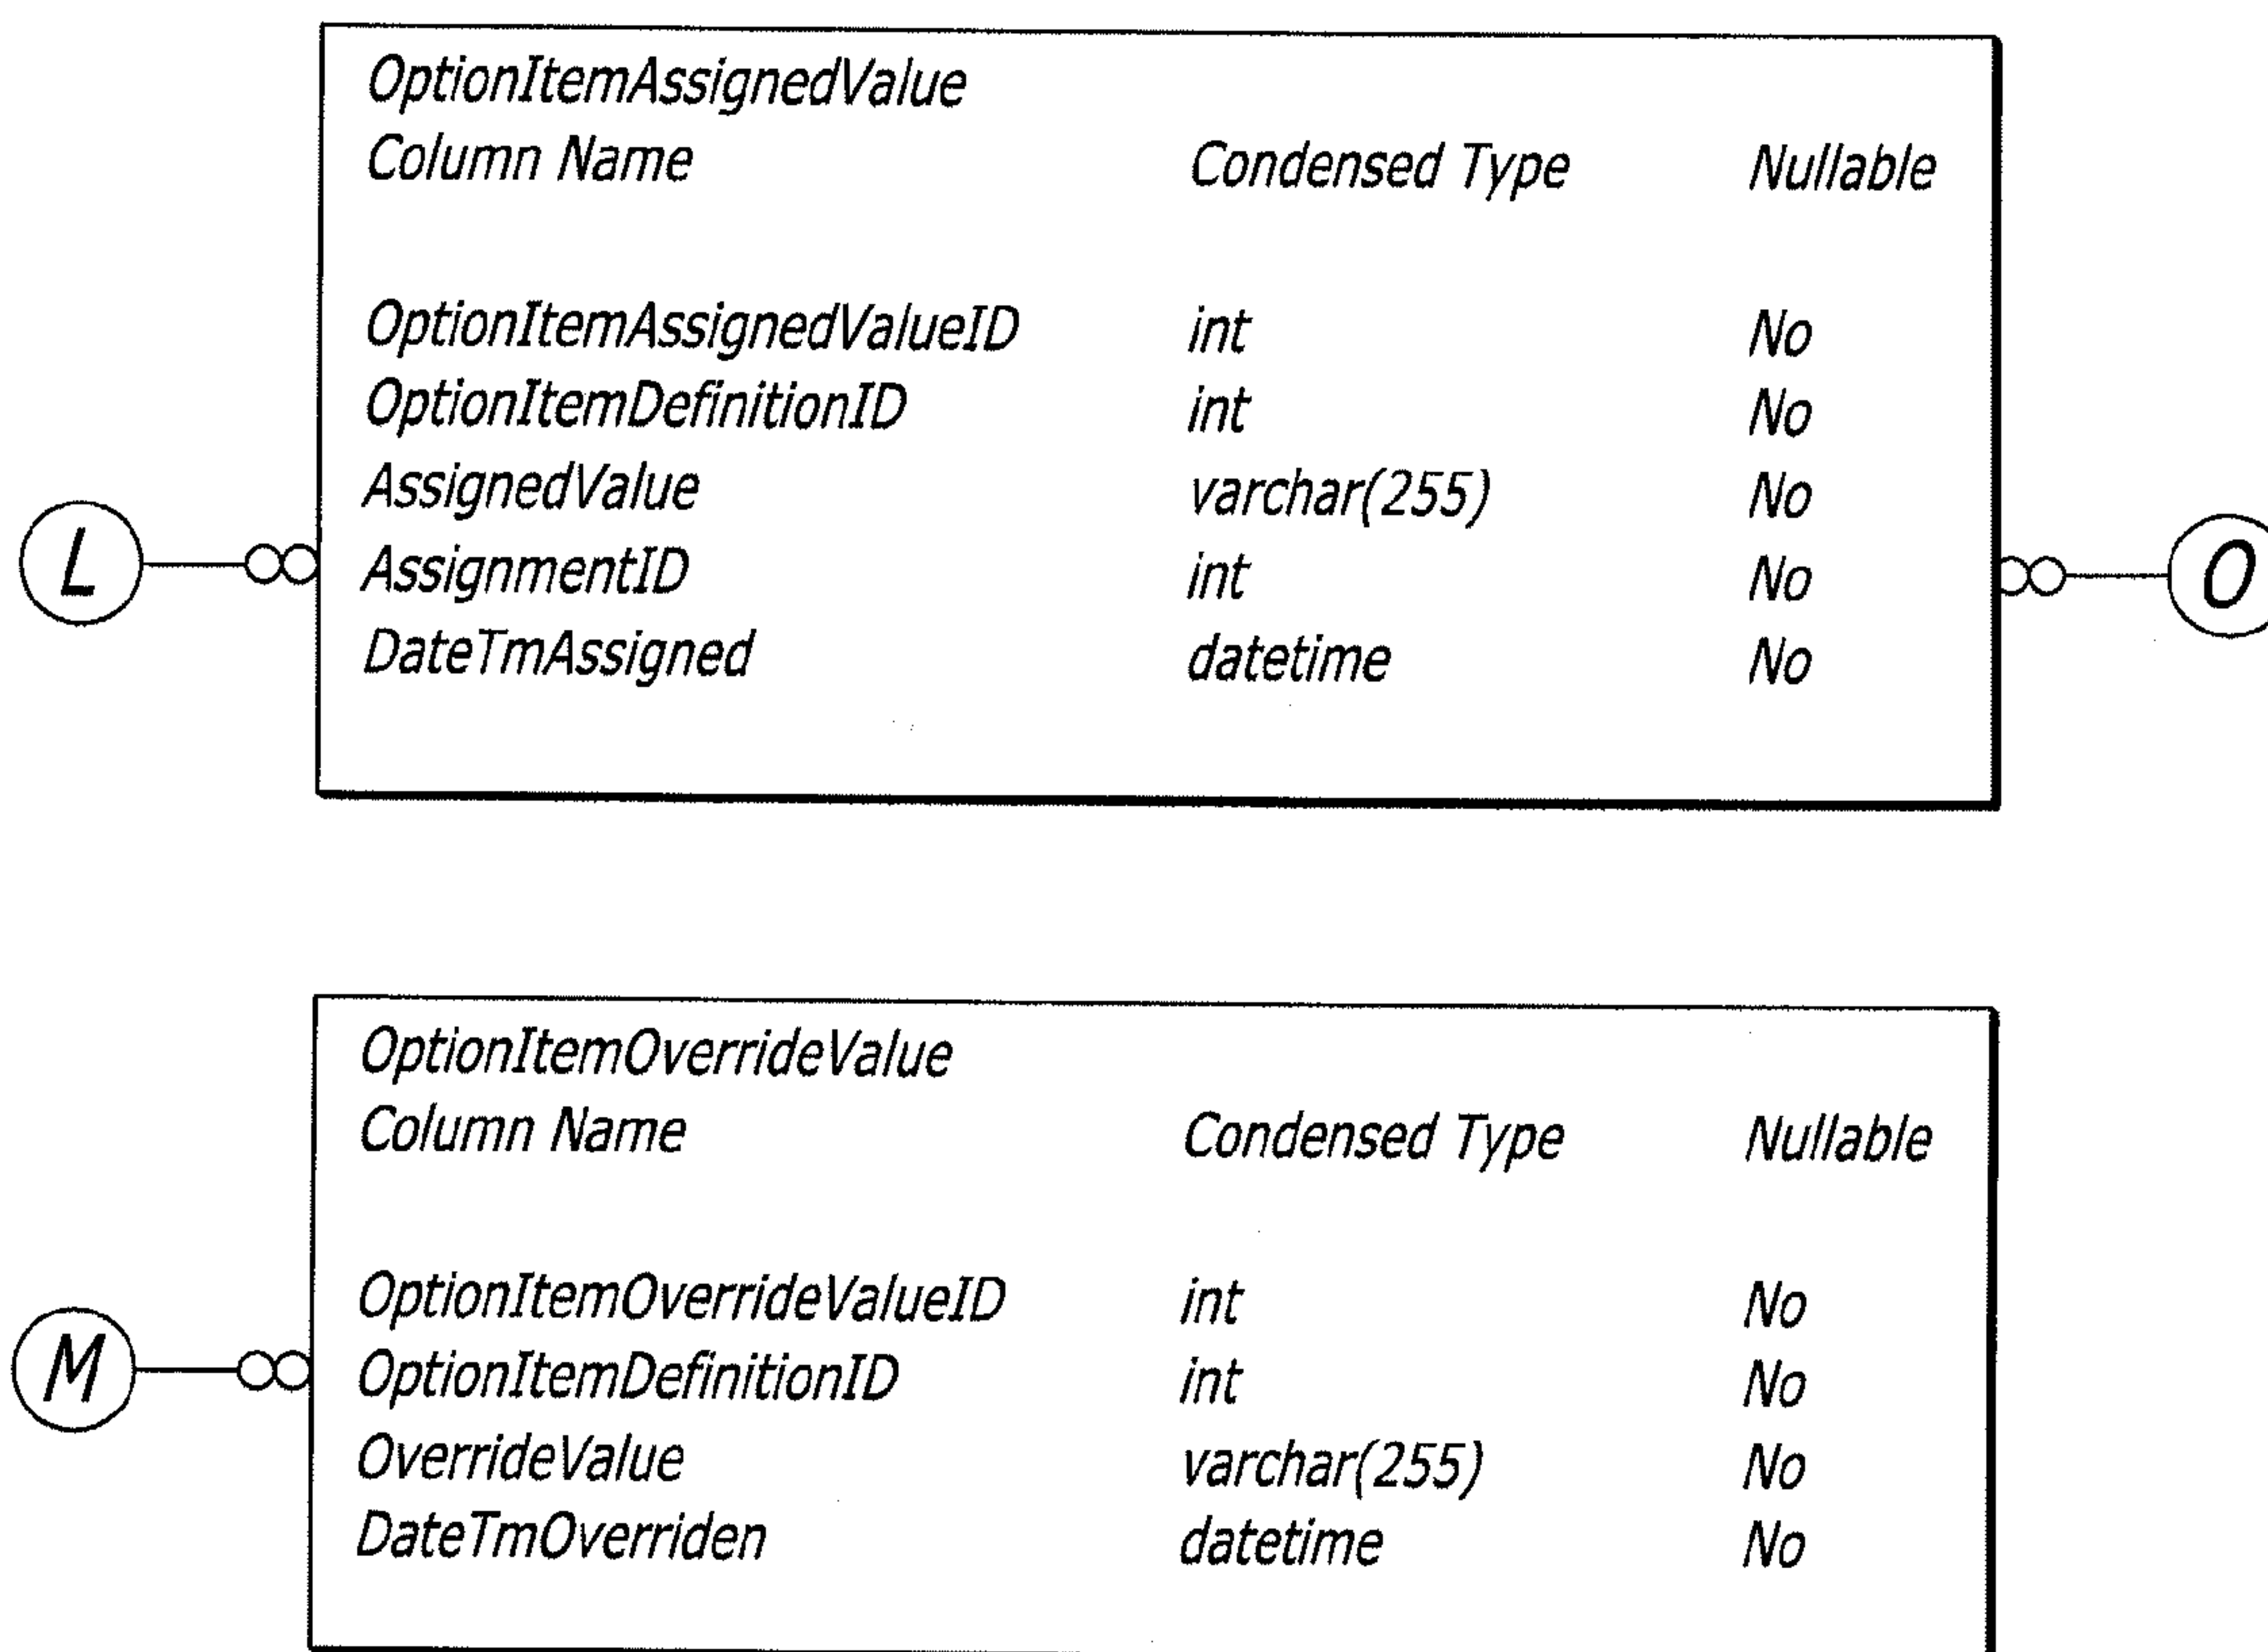 OptionItemAssignedValue
Column Name Condensed Type Nullable
OptionItemAssignedValueID int No
OptionItemDefinitionID int No
AssignedValue varchar(255) No
L AssignmentID int No O
DateTmAssigned datetime No
OptionItemOverrideValue
Column Name Condensed Type Nullable
OptionItemOverrideValueID int No
M OptionItemDefinitionID int No
OverrideValue varchar(255) No
DateTmOverriden datetime No